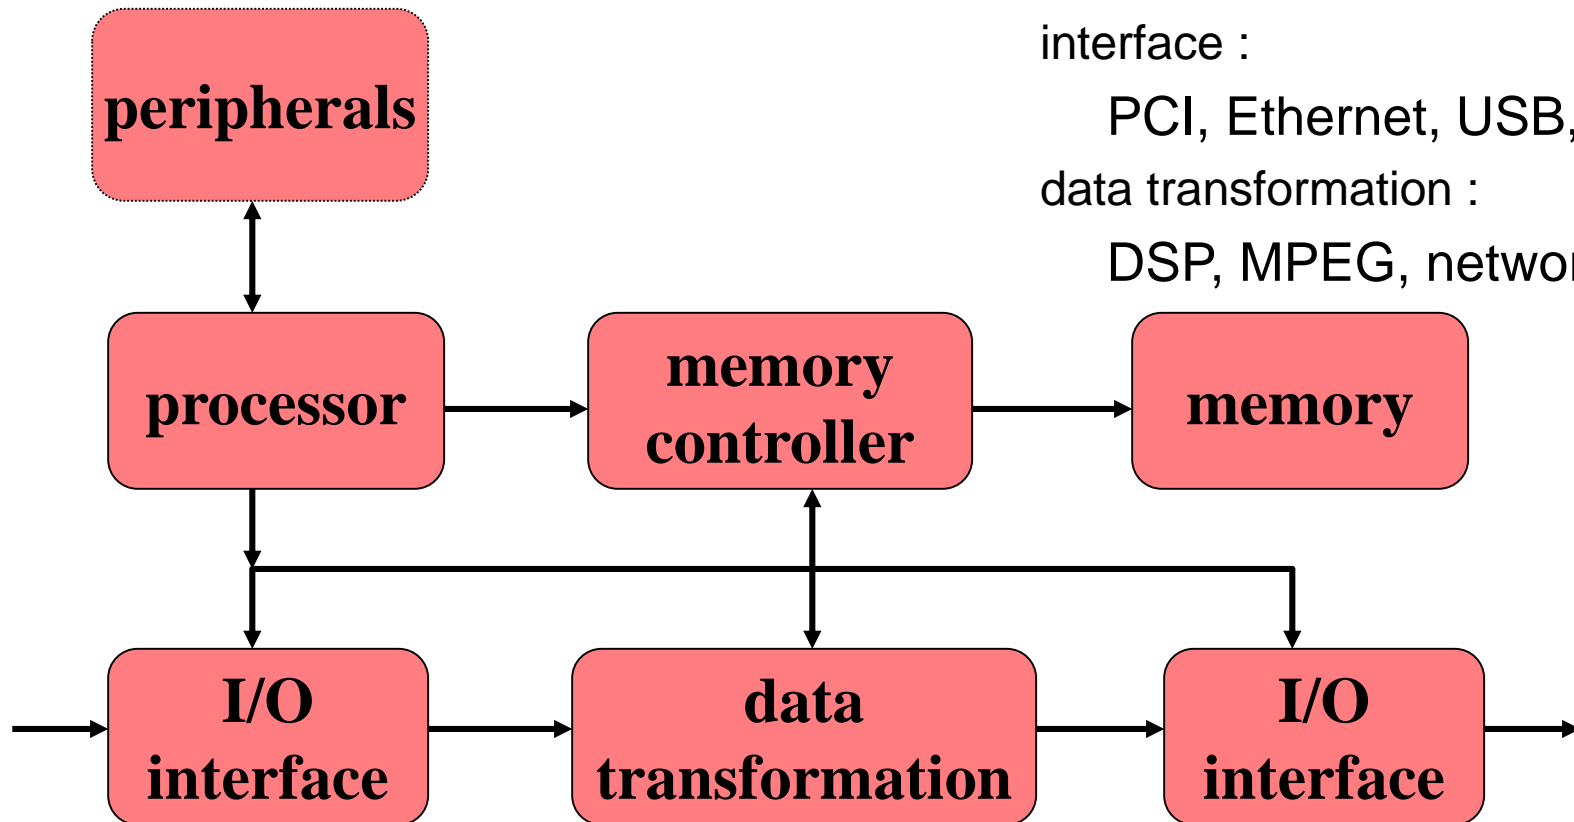 peripherals
interface :
PCI, Ethernet, USB,
data transformation :
DSP, MPEG,
processor
memory
controller
memory
I/O
interface
data
transformation
I/O
interface